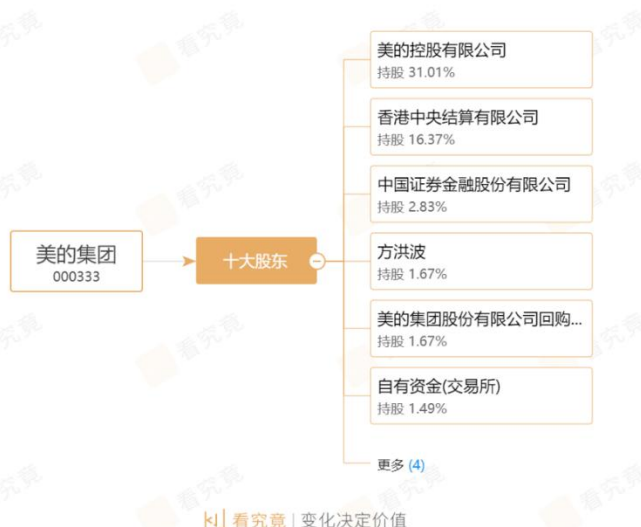 美的控股有限公司
持股 31.01%
香港中央结算有限公司
持股 16.37%
中国证券金融股份有限公司
持股 2.83%
方洪波
持股 1.67%
美的集团
000333
十大股东
美的集团股份有限公司回购...
持股 1.67%
自有资金(交易所)
持股 1.49%
更多 (4)
看究竟 | 变化决定价值
看究竟